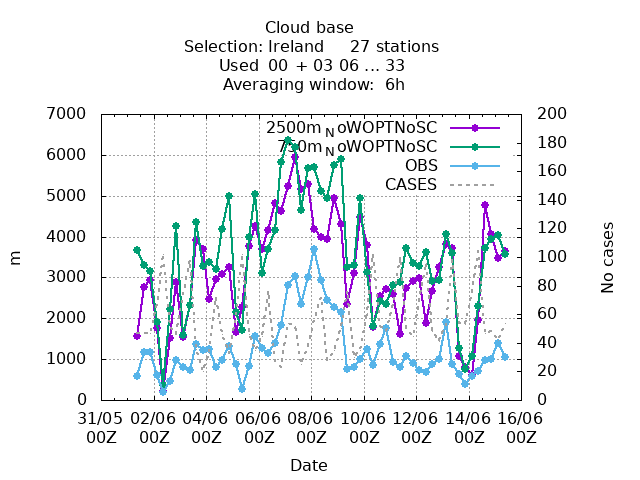 Cloud base
Selection: Ireland 27 stations
Used 00 + 03 06 ... 33
Averaging window: 6h
7000
6000
5000
4000
3000
2000
1000
0
m
200
180
160
140
120
100
80
60
40
20
0
No cases
2500m_NoWOPTNoSC
750m_NoWOPTNoSC
OBS
CASES
31/05 02/06 04/06 06/06 08/06 10/06 12/06 14/06 16/06
00Z 00Z 00Z 00Z 00Z 00Z 00Z 00Z 00Z
Date